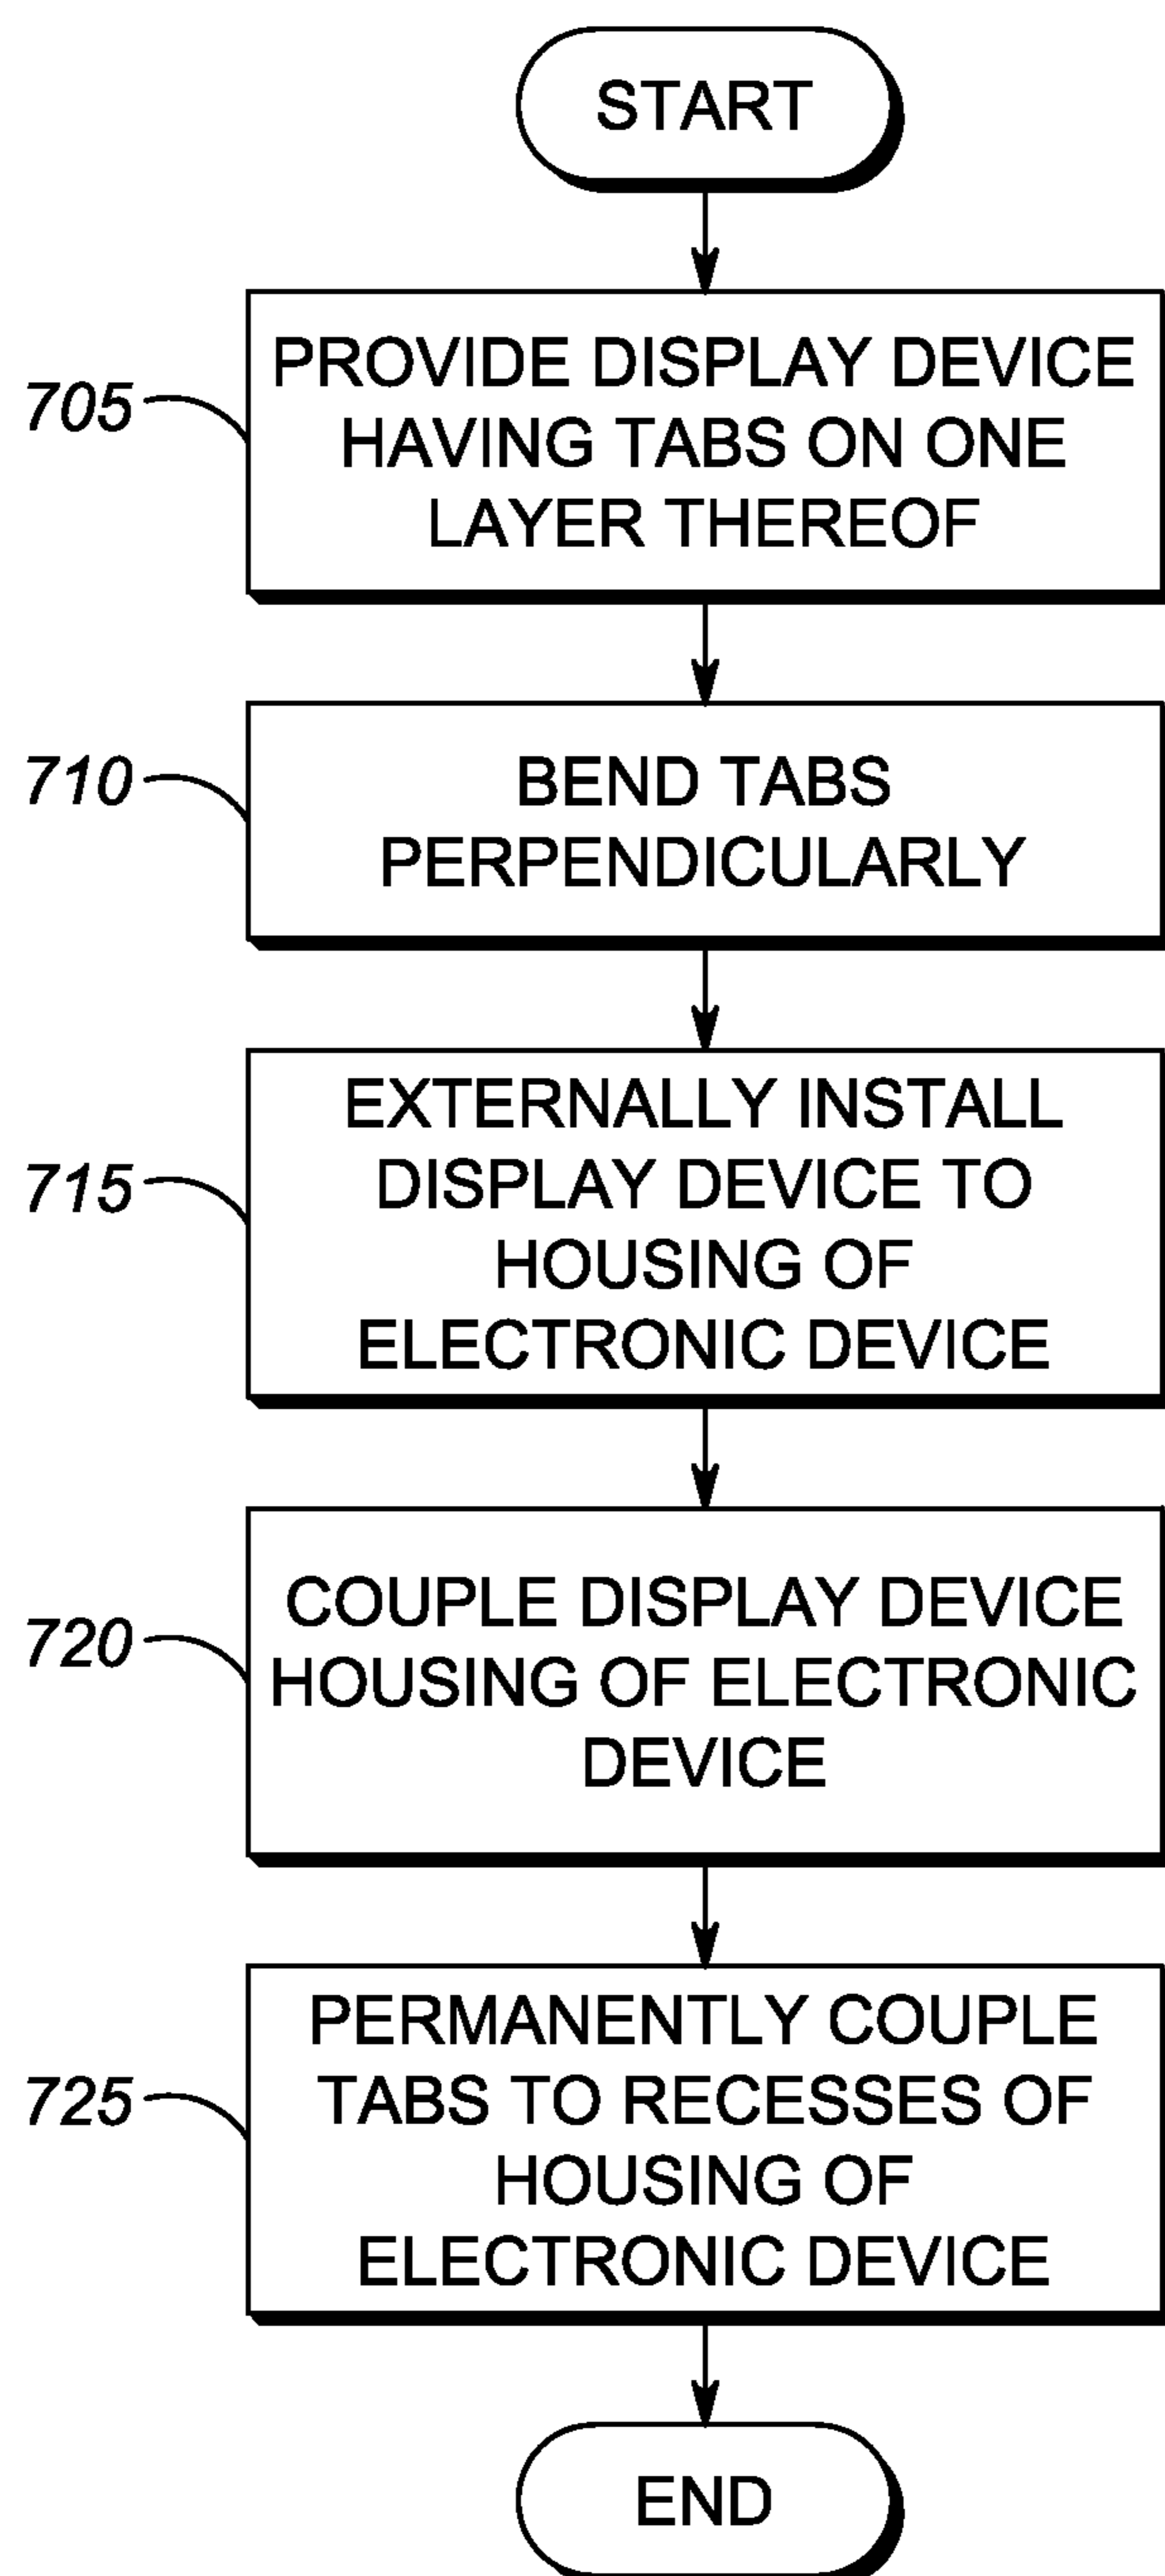 START
705
PROVIDE DISPLAY DEVICE
HAVING TABS ON ONE
LAYER THEREOF
710
BEND TABS
PERPENDICULARLY
715
EXTERNALLY INSTALL
DISPLAY DEVICE TO
HOUSING OF
ELECTRONIC DEVICE
720
COUPLE DISPLAY DEVICE
HOUSING OF ELECTRONIC
DEVICE
725
PERMANENTLY COUPLE
TABS TO RECESSES OF
HOUSING OF
ELECTRONIC DEVICE
END